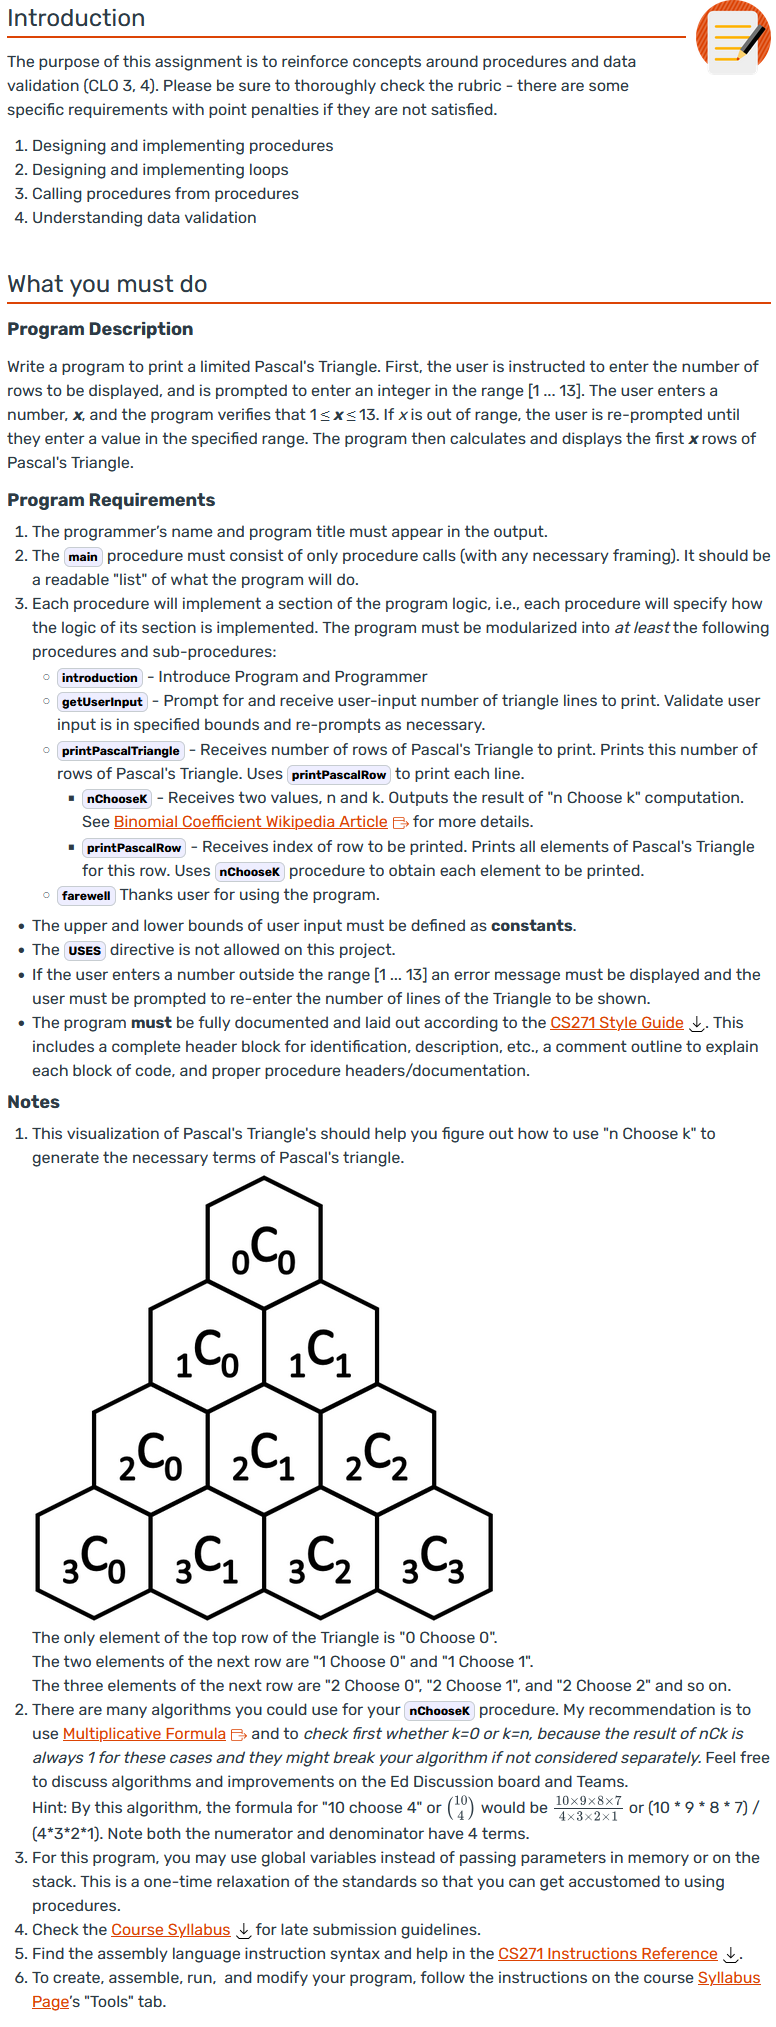 Introduction
The purpose of this assignment is to reinforce concepts around procedures and data
validation (CLO 3, 4). Please be sure to thoroughly check the rubric - there are some
specific requirements with point penalties if they are not satisfied.
1. Designing and implementing procedures
2. Designing and implementing loops
3. Calling procedures from procedures
4. Understanding data validation
What you must do
Program Description
Write a program to print a limited Pascal's Triangle. First, the user is instructed to enter the number of
rows to be displayed, and is prompted to enter an integer in the range [1 ... 13]. The user enters a
number, x, and the program verifies that 1 ≤ x ≤ 13. If x is out of range, the user is re-prompted until
they enter a value in the specified range. The program then calculates and displays the first x rows of
Pascal's Triangle.
Program Requirements
1. The programmer's name and program title must appear in the output.
2. The main procedure must consist of only procedure calls (with any necessary framing). It should be
a readable "list" of what the program will do.
3. Each procedure will implement a section of the program logic, i.e., each procedure will specify how
the logic of its section is implemented. The program must be modularized into at least the following
procedures and sub-procedures:
◦ introduction - Introduce Program and Programmer
◦ getUserInput - Prompt for and receive user-input number of triangle lines to print. Validate user
input is in specified bounds and re-prompts as necessary.
◦ printPascalTriangle - Receives number of rows of Pascal's Triangle to print. Prints this number of
rows of Pascal's Triangle. Uses printPascalRow to print each line.
▪ nChooseK - Receives two values, n and k. Outputs the result of "n Choose k" computation.
See Binomial Coefficient Wikipedia Article for more details.
▪ printPascalRow - Receives index of row to be printed. Prints all elements of Pascal's Triangle
for this row. Uses nChooseK procedure to obtain each element to be printed.
◦ farewell Thanks user for using the program.
• The upper and lower bounds of user input must be defined as constants.
• The USES directive is not allowed on this project.
• If the user enters a number outside the range [1 ... 13] an error message must be displayed and the
user must be prompted to re-enter the number of lines of the Triangle to be shown.
• The program must be fully documented and laid out according to the CS271 Style Guide. This
includes a complete header block for identification, description, etc., a comment outline to explain
each block of code, and proper procedure headers/documentation.
Notes
1. This visualization of Pascal's Triangle's should help you figure out how to use "n Choose k" to
generate the necessary terms of Pascal's triangle.
₀C₀
₁C₀ ₁C₁
₂C₀ ₂C₁ ₂C₂
₃C₀ ₃C₁ ₃C₂ ₃C₃
The only element of the top row of the Triangle is "0 Choose 0".
The two elements of the next row are "1 Choose 0" and "1 Choose 1".
The three elements of the next row are "2 Choose 0", "2 Choose 1", and "2 Choose 2" and so on.
2. There are many algorithms you could use for your nChooseK procedure. My recommendation is to
use Multiplicative Formula and to check first whether k=0 or k=n, because the result of nCk is
always 1 for these cases and they might break your algorithm if not considered separately. Feel free
to discuss algorithms and improvements on the Ed Discussion board and Teams.
Hint: By this algorithm, the formula for "10 choose 4" or (10 4) would be 10×9×8×7 / 4×3×2×1 or (10 * 9 * 8 * 7) /
(4*3*2*1). Note both the numerator and denominator have 4 terms.
3. For this program, you may use global variables instead of passing parameters in memory or on the
stack. This is a one-time relaxation of the standards so that you can get accustomed to using
procedures.
4. Check the Course Syllabus for late submission guidelines.
5. Find the assembly language instruction syntax and help in the CS271 Instructions Reference.
6. To create, assemble, run, and modify your program, follow the instructions on the course Syllabus
Page's "Tools" tab.